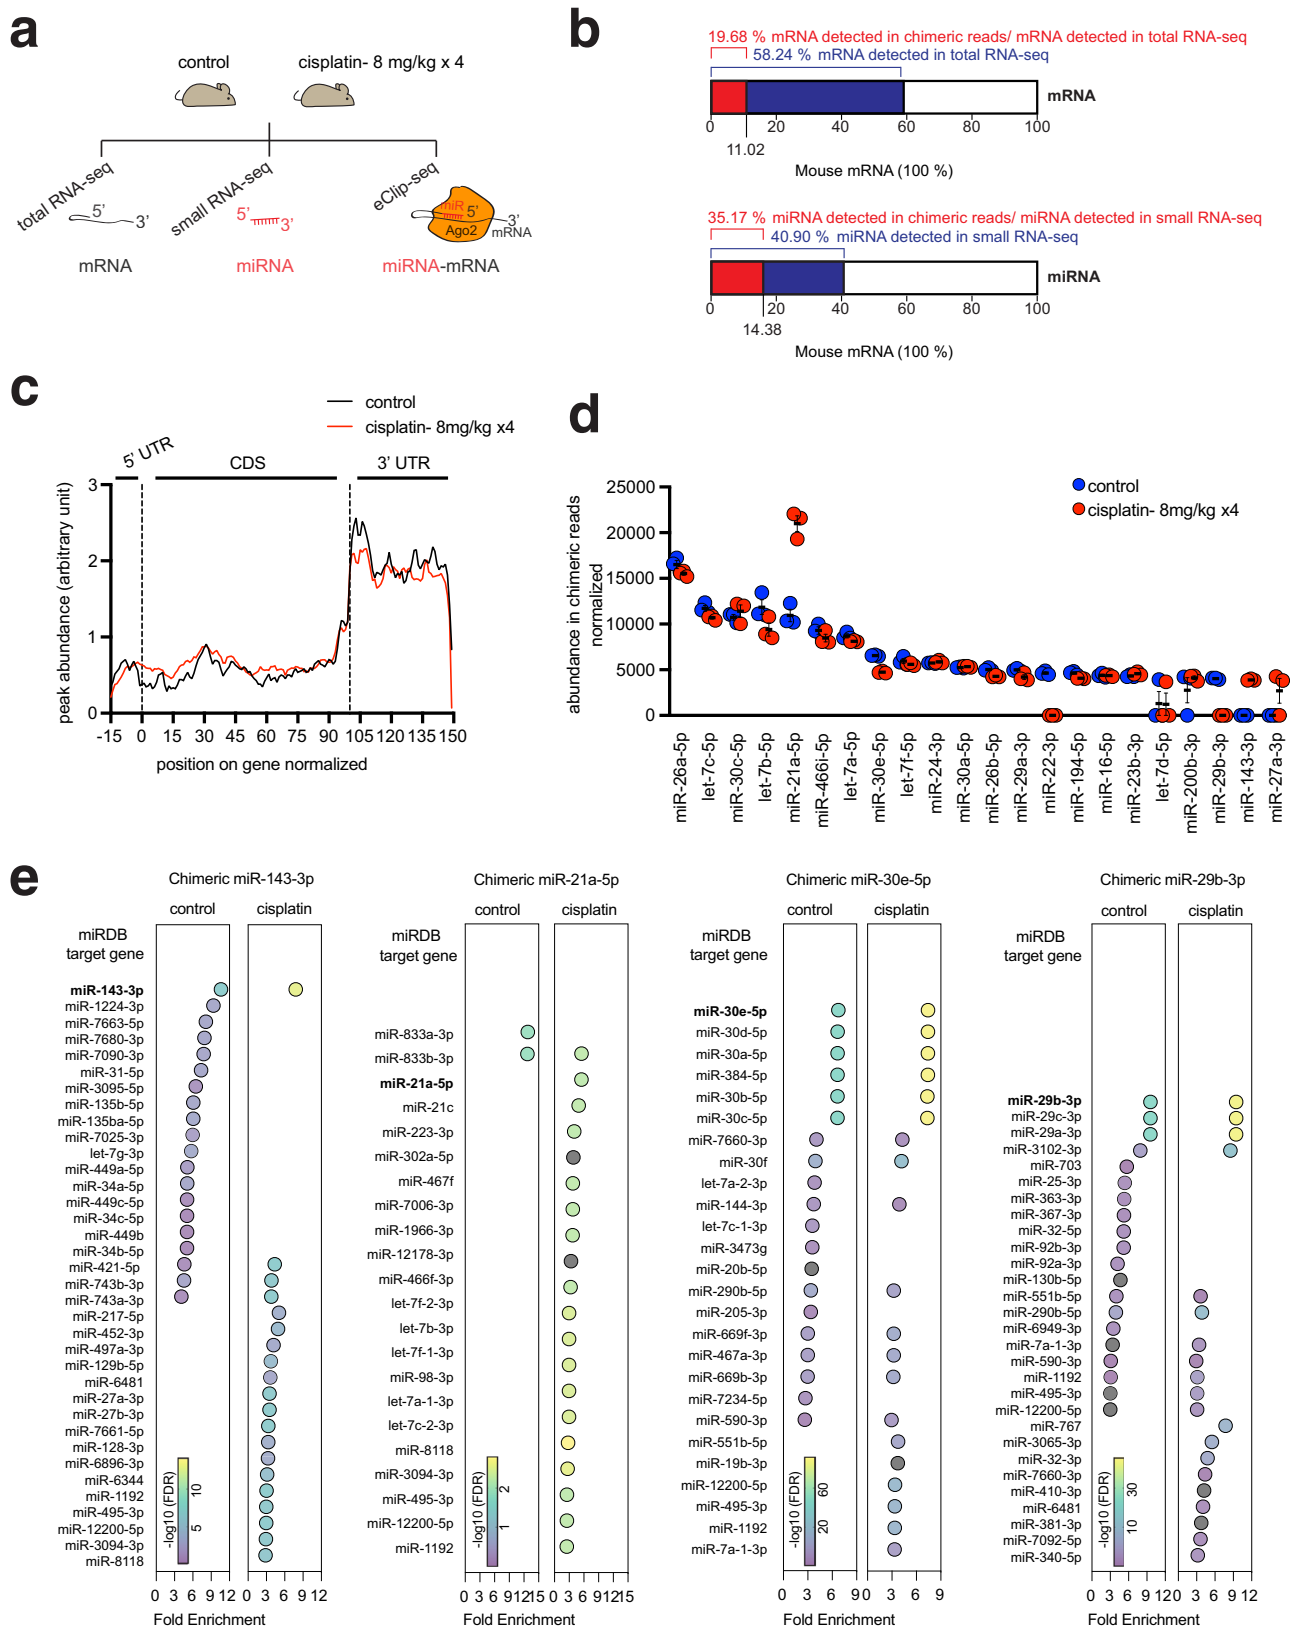 a
control
cisplatin- 8 mg/kg x 4
total RNA-seq
small RNA-seq
eClip-seq
5’
3’
5’
3’
miR
5’
Ago2
3’
mRNA
mRNA
miRNA
miRNA-mRNA
b
19.68 % mRNA detected in chimeric reads/ mRNA detected in total RNA-seq
58.24 % mRNA detected in total RNA-seq
mRNA
0 20 40 60 80 100
11.02
Mouse mRNA (100 %)
35.17 % miRNA detected in chimeric reads/ miRNA detected in small RNA-seq
40.90 % miRNA detected in small RNA-seq
miRNA
0 20 40 60 80 100
14.38
Mouse mRNA (100 %)
c
control
cisplatin- 8mg/kg x4
5’ UTR
CDS
3’ UTR
peak abundance (arbitrary unit)
3
2
1
0
-15 0 15 30 45 60 75 90 105 120 135 150
position on gene normalized
d
control
cisplatin- 8mg/kg x4
abundance in chimeric reads
normalized
25000
20000
15000
10000
5000
0
miR-26a-5p
let-7c-5p
miR-30c-5p
let-7b-5p
miR-21a-5p
miR-466i-5p
let-7a-5p
miR-30e-5p
let-7f-5p
miR-24-3p
miR-30a-5p
miR-26b-5p
miR-29a-3p
miR-22-3p
miR-194-5p
miR-16-5p
miR-23b-3p
let-7d-5p
miR-200b-3p
miR-29b-3p
miR-143-3p
miR-27a-3p
e
Chimeric miR-143-3p
control
cisplatin
miRDB
target gene
miR-143-3p
miR-1224-3p
miR-7663-5p
miR-7680-3p
miR-7090-3p
miR-31-5p
miR-3095-5p
miR-135b-5p
miR-135ba-5p
miR-7025-3p
let-7g-3p
miR-449a-5p
miR-34a-5p
miR-449c-5p
miR-34c-5p
miR-449b
miR-34b-5p
miR-421-5p
miR-743b-3p
miR-743a-3p
miR-217-5p
miR-452-3p
miR-497a-3p
miR-129b-5p
miR-6481
miR-27a-3p
miR-27b-3p
miR-7661-5p
miR-128-3p
miR-6896-3p
miR-6344
miR-1192
miR-495-3p
miR-12200-5p
miR-3094-3p
miR-8118
-log10 (FDR)
5 10
0 3 6 9 12
0 3 6 9 12
Fold Enrichment
Chimeric miR-21a-5p
control
cisplatin
miRDB
target gene
miR-833a-3p
miR-833b-3p
miR-21a-5p
miR-21c
miR-223-3p
miR-302a-5p
miR-467f
miR-7006-3p
miR-1966-3p
miR-12178-3p
miR-466f-3p
let-7f-2-3p
let-7b-3p
let-7f-1-3p
miR-98-3p
let-7a-1-3p
let-7c-2-3p
miR-8118
miR-3094-3p
miR-495-3p
miR-12200-5p
miR-1192
-log10 (FDR)
1 2
0 3 6 9 12 15
0 3 6 9 12 15
Fold Enrichment
Chimeric miR-30e-5p
control
cisplatin
miRDB
target gene
miR-30e-5p
miR-30d-5p
miR-30a-5p
miR-384-5p
miR-30b-5p
miR-30c-5p
miR-7660-3p
miR-30f
let-7a-2-3p
miR-144-3p
let-7c-1-3p
miR-3473g
miR-20b-5p
miR-290b-5p
miR-205-3p
miR-669f-3p
miR-467a-3p
miR-669b-3p
miR-7234-5p
miR-590-3p
miR-551b-5p
miR-19b-3p
miR-12200-5p
miR-495-3p
miR-1192
miR-7a-1-3p
-log10 (FDR)
20 60
0 3 6 9
0 3 6 9
Fold Enrichment
Chimeric miR-29b-3p
control
cisplatin
miRDB
target gene
miR-29b-3p
miR-29c-3p
miR-29a-3p
miR-3102-3p
miR-703
miR-25-3p
miR-363-3p
miR-367-3p
miR-32-5p
miR-92b-3p
miR-92a-3p
miR-130b-5p
miR-551b-5p
miR-290b-5p
miR-6949-3p
miR-7a-1-3p
miR-590-3p
miR-1192
miR-495-3p
miR-12200-5p
miR-767
miR-3065-3p
miR-32-3p
miR-7660-3p
miR-410-3p
miR-6481
miR-381-3p
miR-7092-5p
miR-340-5p
-log10 (FDR)
10 30
0 3 6 9 12
0 3 6 9 12
Fold Enrichment